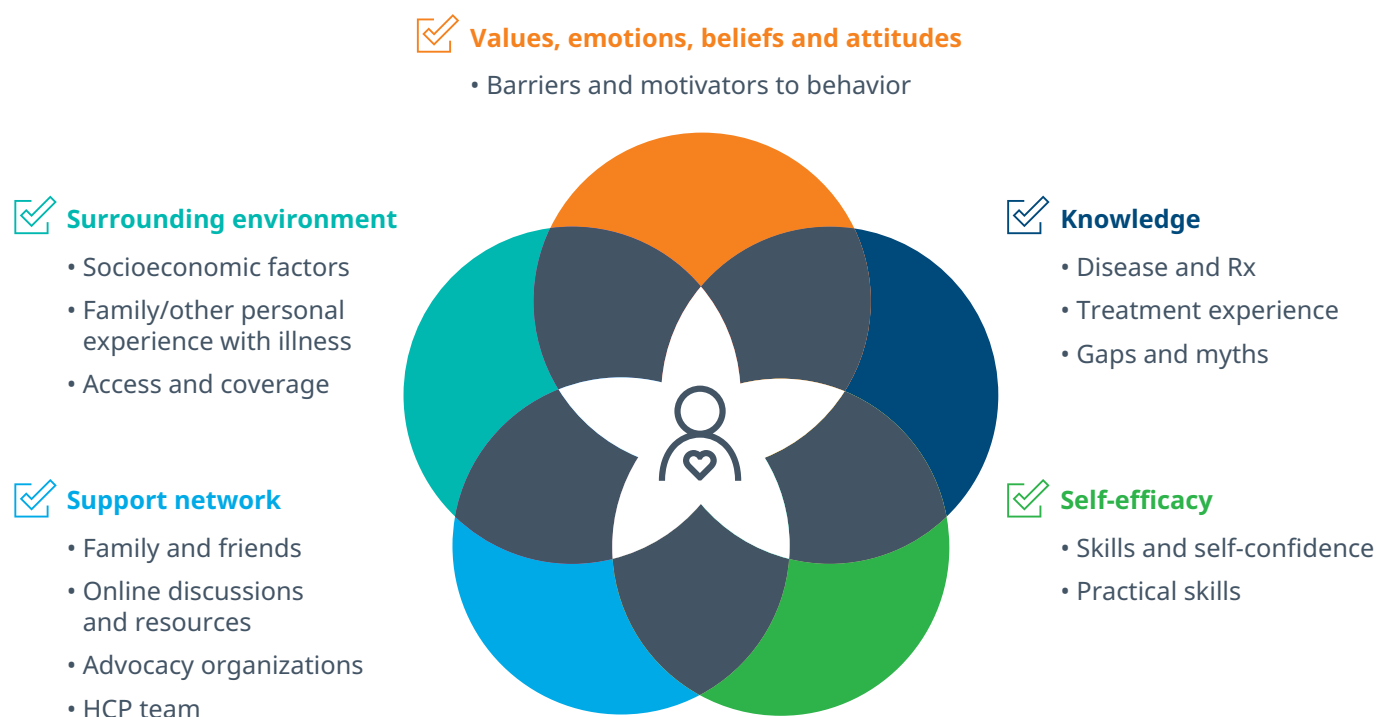 Values, emotions, beliefs and attitudes
• Barriers and motivators to behavior
Surrounding environment
• Socioeconomic factors
• Family/other personal
experience with illness
• Access and coverage
Knowledge
• Disease and Rx
• Treatment experience
• Gaps and myths
Support network
• Family and friends
• Online discussions
and resources
• Advocacy organizations
• HCP team
Self-efficacy
• Skills and self-confidence
• Practical skills